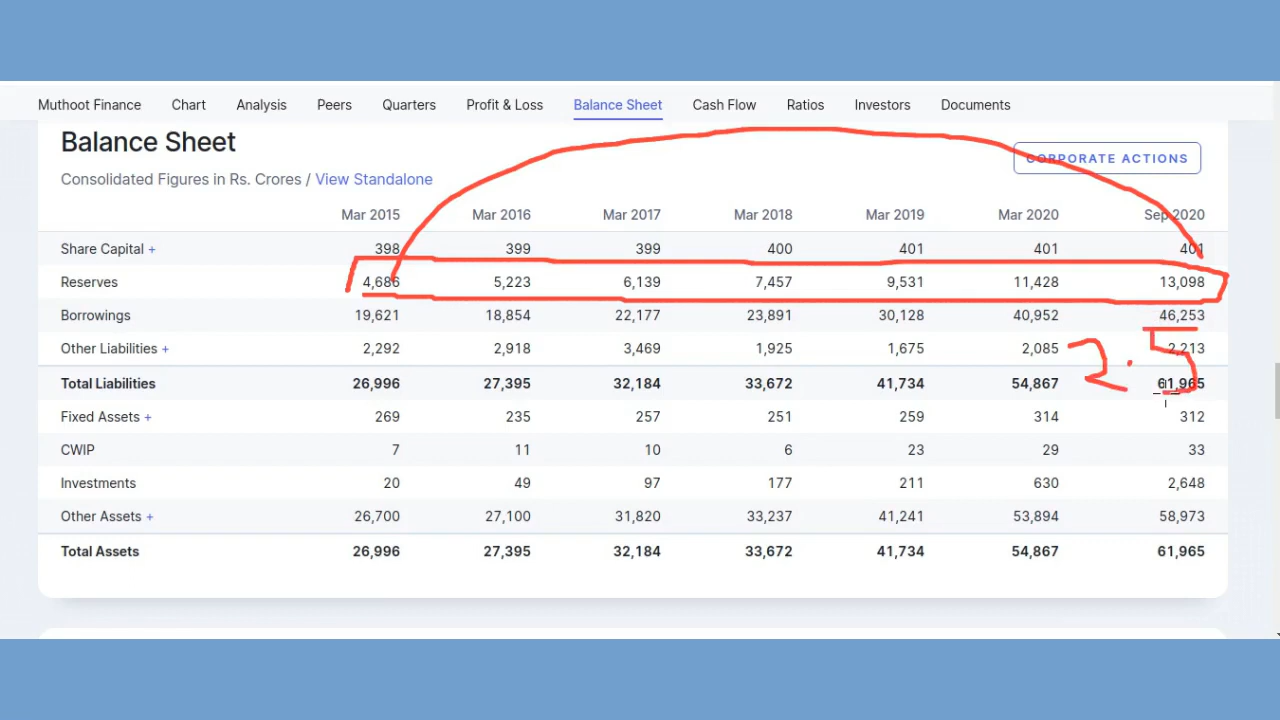 Muthoot Finance Chart Analysis Peers Quarters Profit & Loss Balance Sheet Cash Flow Ratios Investors Documents
Balance Sheet
CORPORATE ACTIONS
Consolidated Figures in Rs. Crores / View Standalone
Mar 2015 Mar 2016 Mar 2017 Mar 2018 Mar 2019 Mar 2020 Sep 2020
Share Capital + 398 399 399 400 401 401 401
Reserves 4,686 5,223 6,139 7,457 9,531 11,428 13,098
Borrowings 19,621 18,854 22,177 23,891 30,128 40,952 46,253
Other Liabilities + 2,292 2,918 3,469 1,925 1,675 2,085 2,213
2.5
Total Liabilities 26,996 27,395 32,184 33,672 41,734 54,867 61,965
Fixed Assets + 269 235 257 251 259 314 312
CWIP 7 11 10 6 23 29 33
Investments 20 49 97 177 211 630 2,648
Other Assets + 26,700 27,100 31,820 33,237 41,241 53,894 58,973
Total Assets 26,996 27,395 32,184 33,672 41,734 54,867 61,965